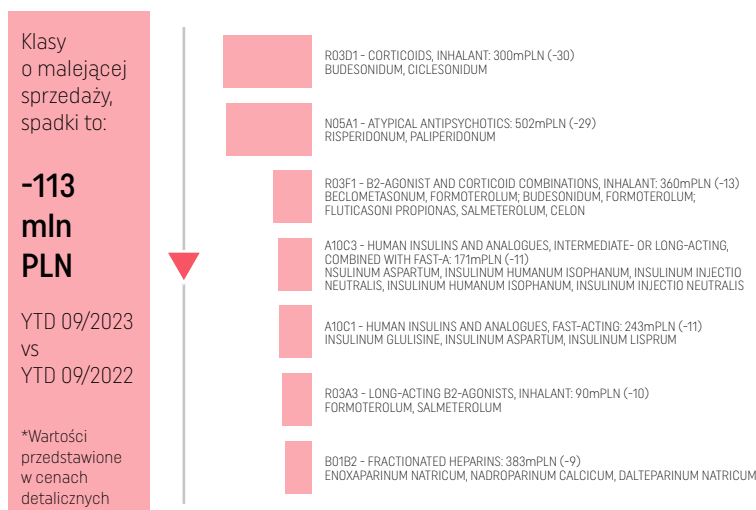 Klasy
o malejącej
sprzedaży,
spadki to:
-113
mln
PLN
YTD 09/2023
vs
YTD 09/2022
*Wartości
przedstawione
w cenach
detalicznych
R03D1 - CORTICOIDS, INHALANT: 300mPLN (-30)
BUDESONIDUM, CICLESONIDUM
N05A1 - ATYPICAL ANTIPSYCHOTICS: 502mPLN (-29)
RISPERIDONUM, PALIPERIDONUM
R03F1 - B2-AGONIST AND CORTICOID COMBINATIONS, INHALANT: 360mPLN (-13)
BECLOMETASONUM, FORMOTEROLUM; BUDESONIDUM, FORMOTEROLUM;
FLUTICASONI PROPIONAS, SALMETEROLUM, CELON
A10C3 - HUMAN INSULINS AND ANALOGUES, INTERMEDIATE- OR LONG-ACTING,
COMBINED WITH FAST-A: 171mPLN (-11)
NSULINUM ASPARTUM, INSULINUM HUMANUM ISOPHANUM, INSULINUM INJECTIO
NEUTRALIS, INSULINUM HUMANUM ISOPHANUM, INSULINUM INJECTIO NEUTRALIS
A10C1 - HUMAN INSULINS AND ANALOGUES, FAST-ACTING: 243mPLN (-11)
INSULINUM GLULISINE, INSULINUM ASPARTUM, INSULINUM LISPRUM
R03A3 - LONG-ACTING B2-AGONISTS, INHALANT: 90mPLN (-10)
FORMOTEROLUM, SALMETEROLUM
B01B2 - FRACTIONATED HEPARINS: 383mPLN (-9)
ENOXAPARINUM NATRICUM, NADROPARINUM CALCICUM, DALTEPARINUM NATRICUM